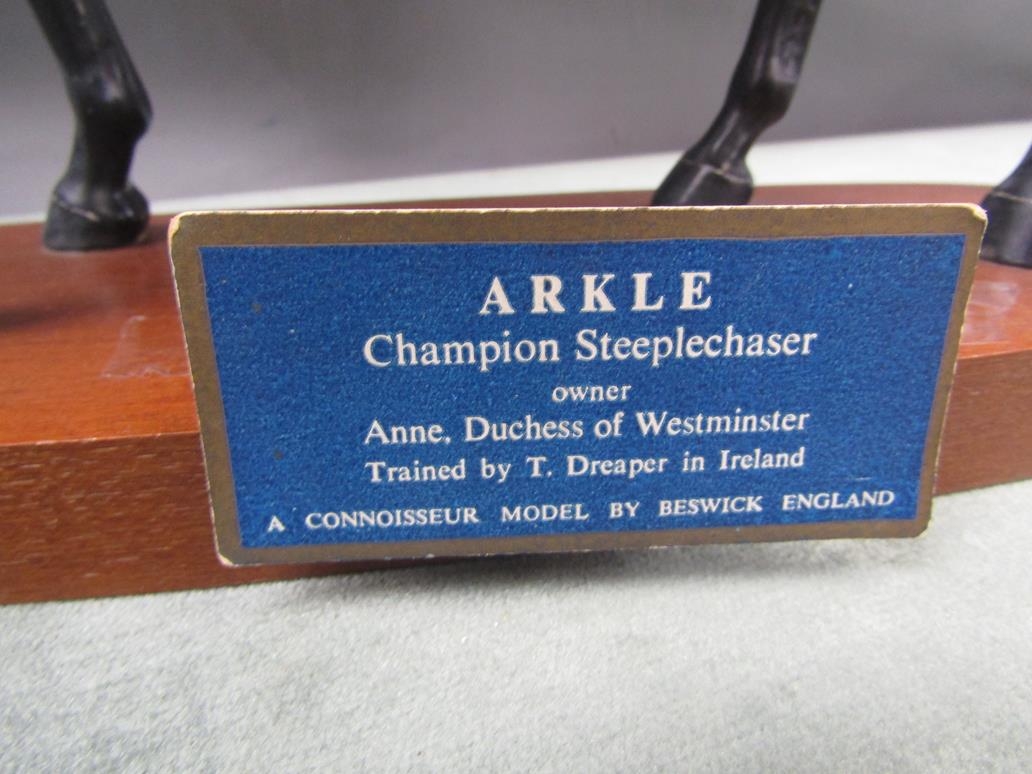 ARKLE
Champion Steeplechaser
owner
Anne. Duchess of Westminster
Trained by T. Dreaper in Ireland
A CONNOISSEUR MODEL BY BESWICK ENGLAND